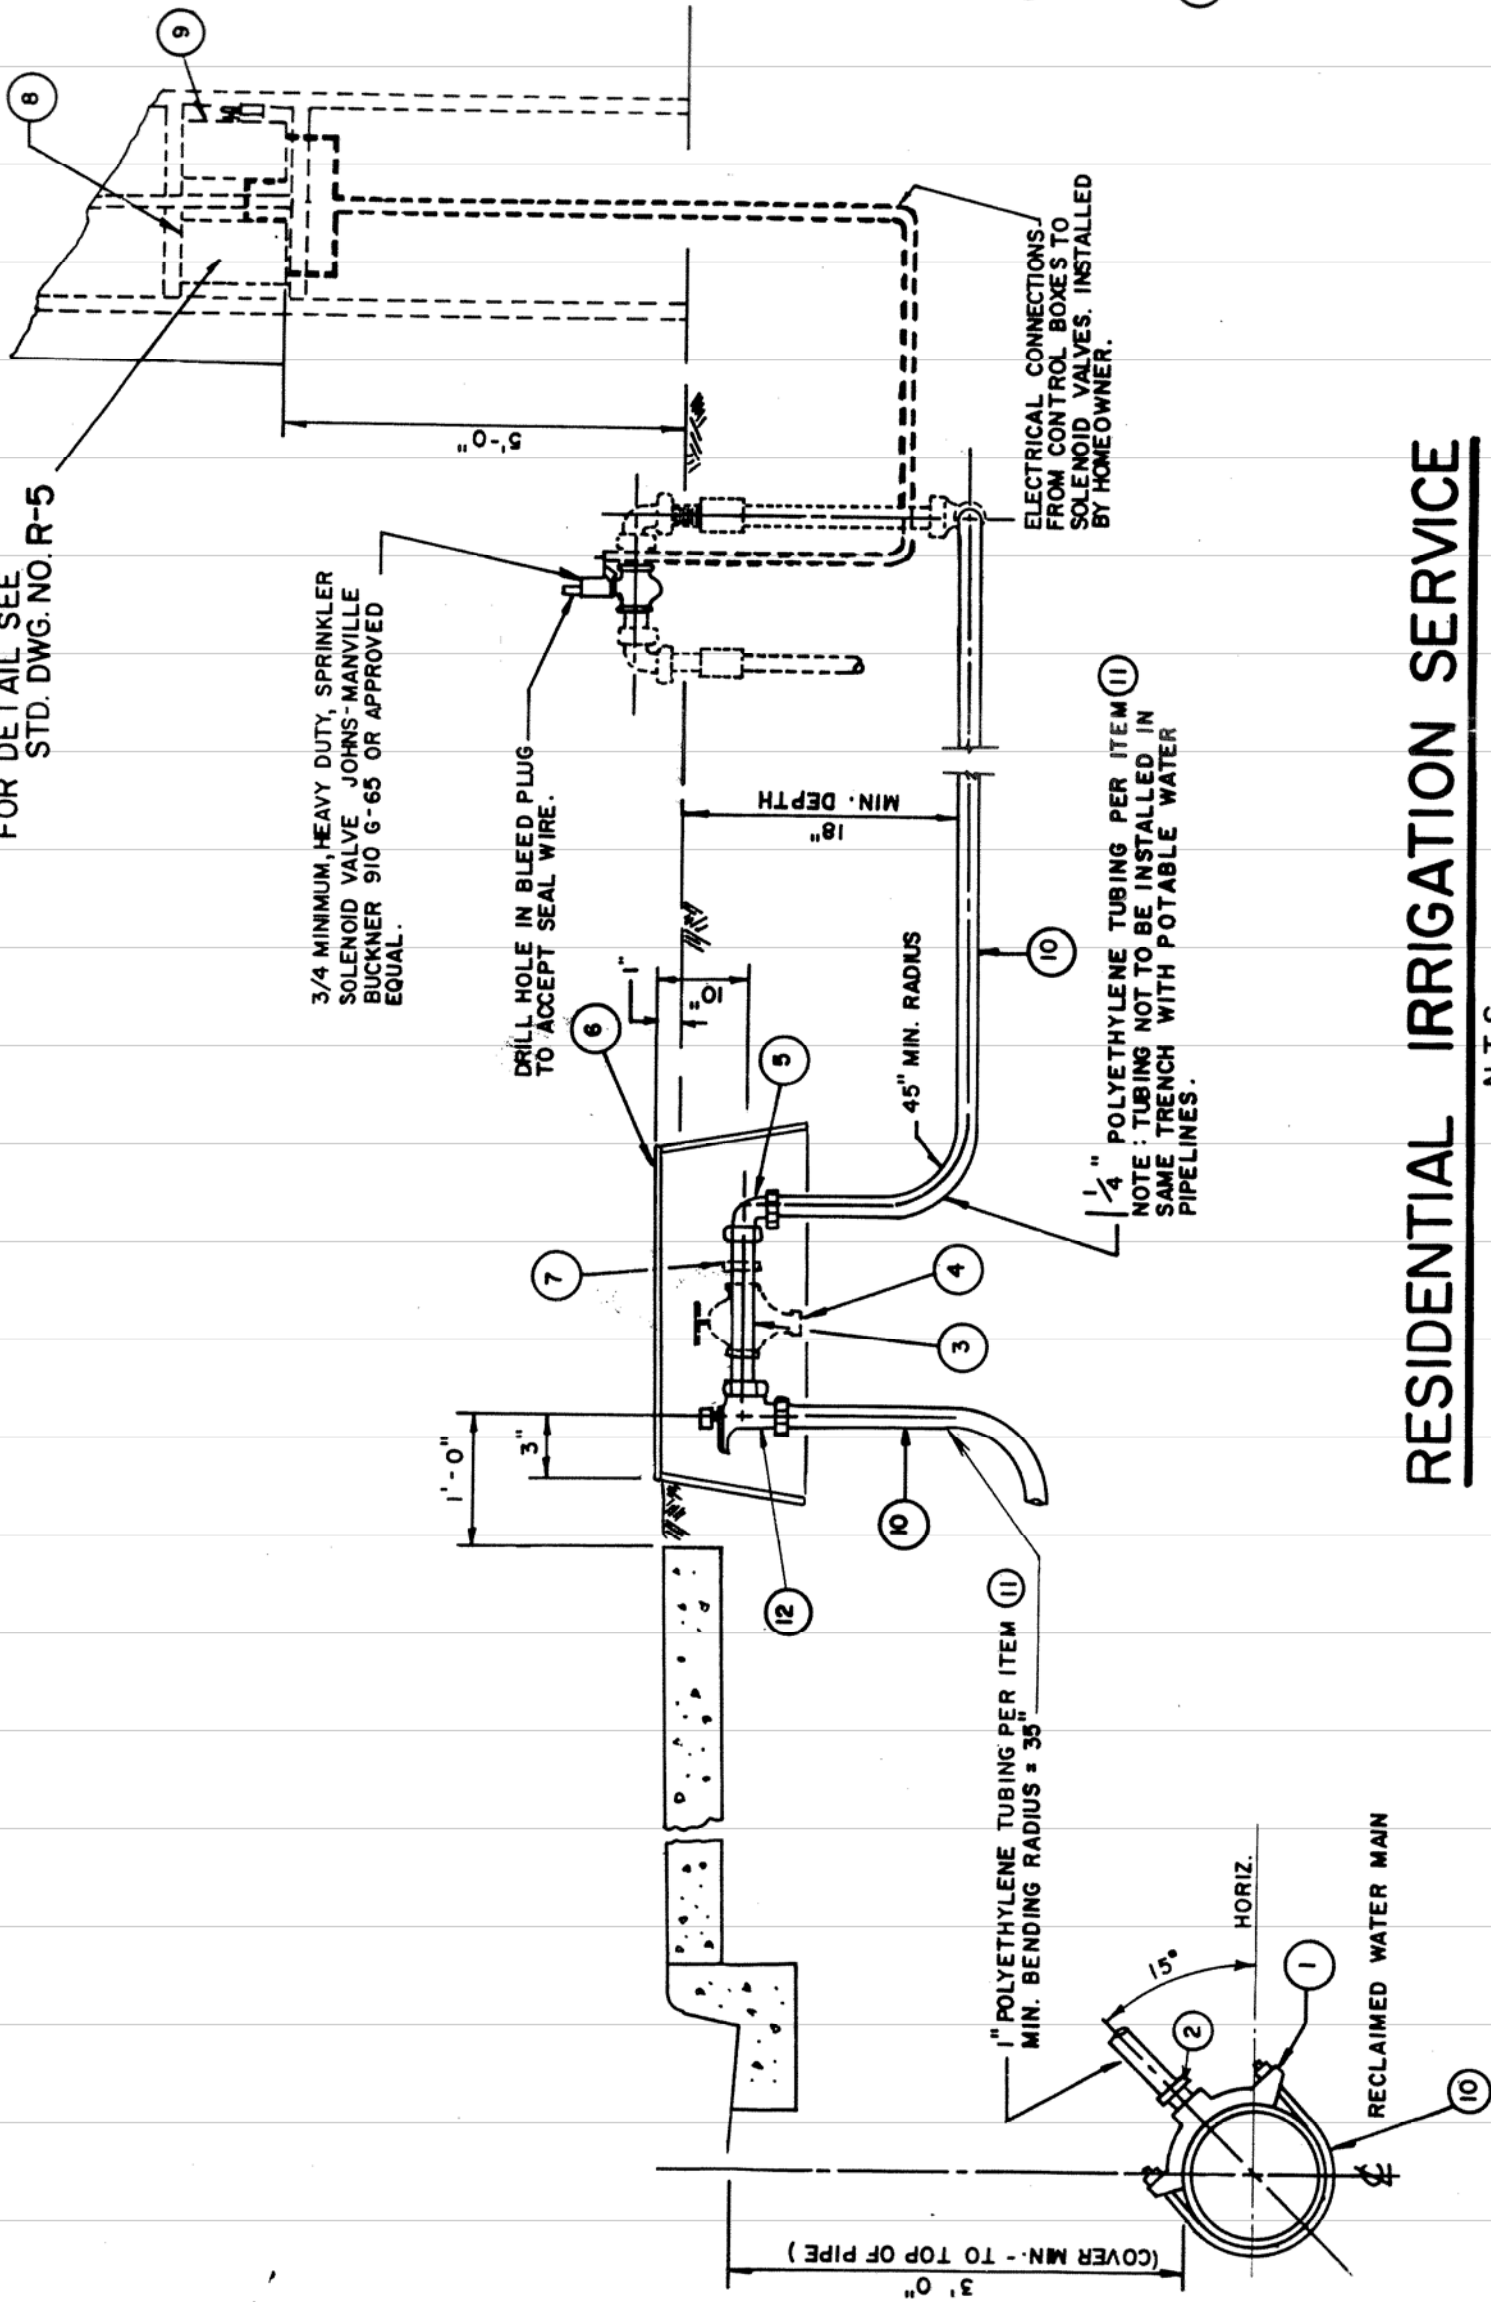 FOR DETAIL SEE
STD. DWG. NO. R-5
8
9
3/4 MINIMUM, HEAVY DUTY, SPRINKLER
SOLENOID VALVE JOHNS-MANVILLE
BUCKNER 910 G-65 OR APPROVED
EQUAL.
DRILL HOLE IN BLEED PLUG
TO ACCEPT SEAL WIRE.
5'-0"
6
1"
10"
7
1'-0"
3"
5
4
3
12
10
18"
MIN. DEPTH
45" MIN. RADIUS
10
ELECTRICAL CONNECTIONS
FROM CONTROL BOXES TO
SOLENOID VALVES. INSTALLED
BY HOMEOWNER.
1 1/4" POLYETHYLENE TUBING PER ITEM 11
NOTE : TUBING NOT TO BE INSTALLED IN
SAME TRENCH WITH POTABLE WATER
PIPELINES.
1" POLYETHYLENE TUBING PER ITEM 11
MIN. BENDING RADIUS = 35"
3' 0"
(COVER MIN.- TO TOP OF PIPE)
15°
HORIZ.
2
1
RECLAIMED WATER MAIN
10
℄
RESIDENTIAL IRRIGATION SERVICE
N.T.S.